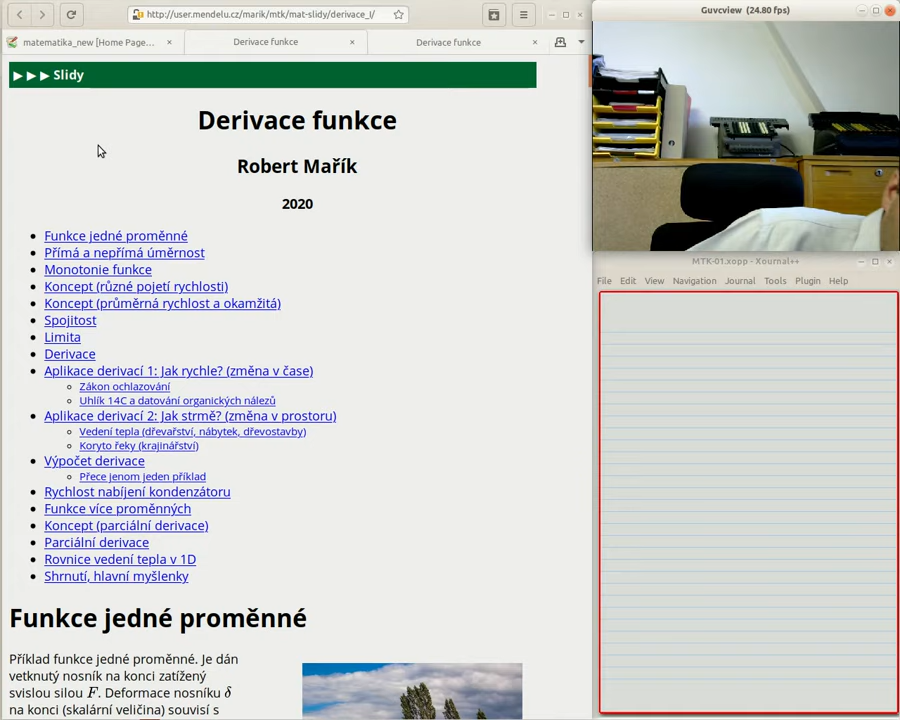 http://user.mendelu.cz/marik/mtk/mat-slidy/derivace_I/
matematika_new [Home Page...
Derivace funkce
Derivace funkce
▶ ▶ ▶ Slidy
Derivace funkce
Robert Mařík
2020
Funkce jedné proměnné
Přímá a nepřímá úměrnost
Monotonie funkce
Koncept (různé pojetí rychlosti)
Koncept (průměrná rychlost a okamžitá)
Spojitost
Limita
Derivace
Aplikace derivací 1: Jak rychle? (změna v čase)
Zákon ochlazování
Uhlík 14C a datování organických nálezů
Aplikace derivací 2: Jak strmě? (změna v prostoru)
Vedení tepla (dřevařství, nábytek, dřevostavby)
Koryto řeky (krajinářství)
Výpočet derivace
Přece jenom jeden příklad
Rychlost nabíjení kondenzátoru
Funkce více proměnných
Koncept (parciální derivace)
Parciální derivace
Rovnice vedení tepla v 1D
Shrnutí, hlavní myšlenky
Funkce jedné proměnné
Příklad funkce jedné proměnné. Je dán
vetknutý nosník na konci zatížený
svislou silou F. Deformace nosníku δ
na konci (skalární veličina) souvisí s
Guvcview (24.80 fps)
MTK-01.xopp - Xournal++
File Edit View Navigation Journal Tools Plugin Help